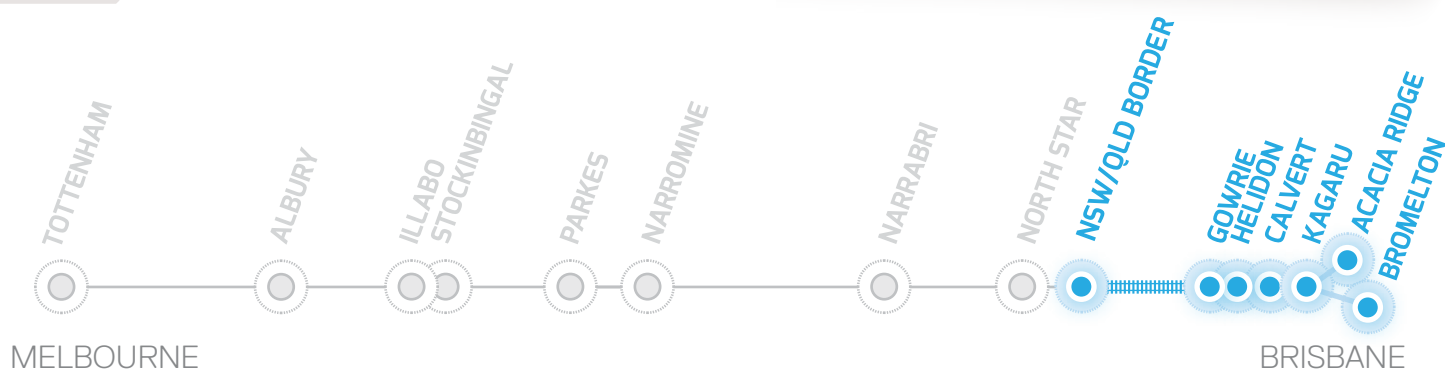 TOTTENHAM
ALBURY
ILLABO
STOCKINBINGAL
PARKES
NARROMINE
NARRABRI
NORTH STAR
NSW/QLD BORDER
GOWRIE
HELIDON
CALVERT
KAGARU
ACACIA RIDGE
BROMELTON
MELBOURNE
BRISBANE